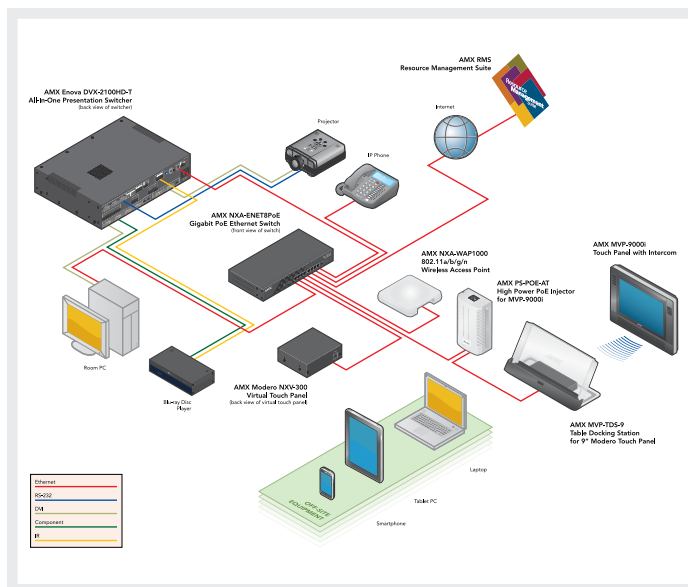 AMX RMS
Resource Management Suite
AMX Enova DVX-2100HD-T
All-In-One Presentation Switcher
(back view of switcher)
Resource
Management
Suite
Internet
Projector
IP Phone
AMX NXA-ENET8PoE
Gigabit PoE Ethernet Switch
(front view of switch)
AMX NXA-WAP1000
802.11a/b/g/n
Wireless Access Point
AMX MVP-9000i
Touch Panel with Intercom
AMX PS-POE-AT
High Power PoE Injector
for MVP-9000i
Room PC
Blu-ray Disc
Player
AMX Modero NXV-300
Virtual Touch Panel
(back view of virtual touch panel)
AMX MVP-TDS-9
Table Docking Station
for 9" Modero Touch Panel
Laptop
Tablet PC
Smartphone
OFF-SITE
EQUIPMENT
Ethernet
RS-232
DVI
Component
IR